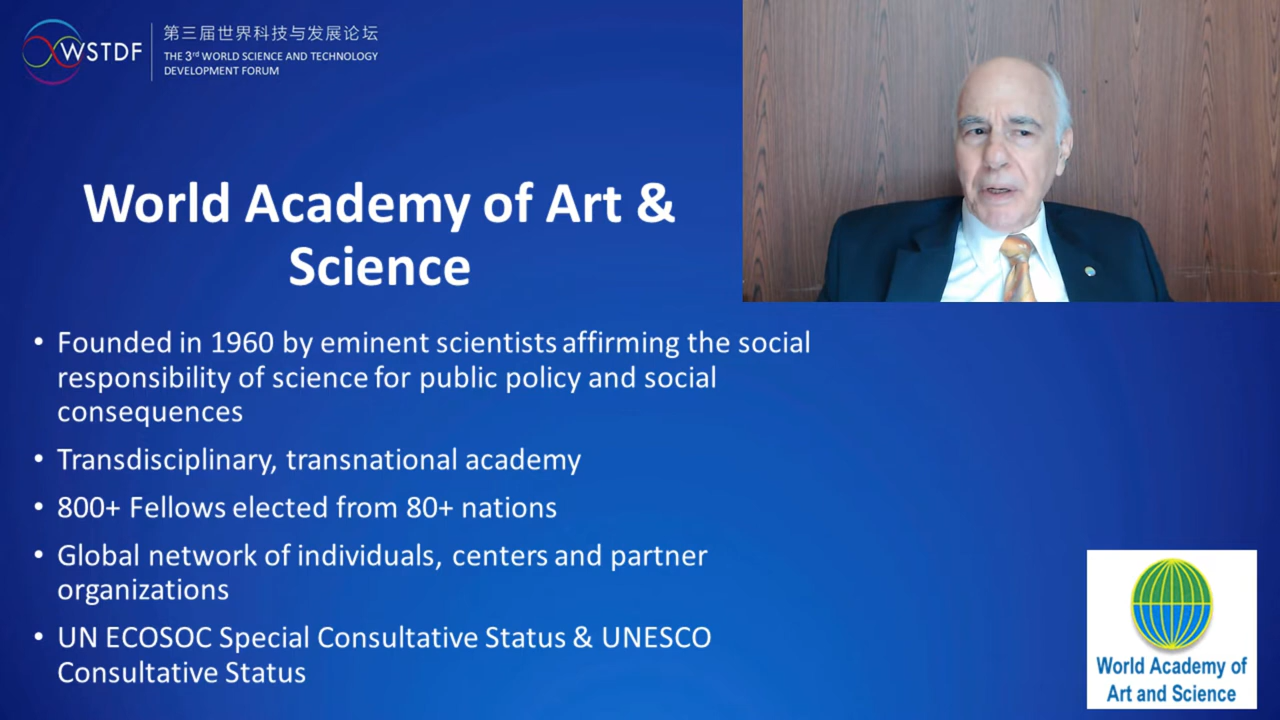 WSTDF
第三届世界科技与发展论坛
THE 3rd WORLD SCIENCE AND TECHNOLOGY
DEVELOPMENT FORUM
World Academy of Art &
Science
• Founded in 1960 by eminent scientists affirming the social
responsibility of science for public policy and social
consequences
• Transdisciplinary, transnational academy
• 800+ Fellows elected from 80+ nations
• Global network of individuals, centers and partner
organizations
• UN ECOSOC Special Consultative Status & UNESCO
Consultative Status
World Academy of
Art and Science